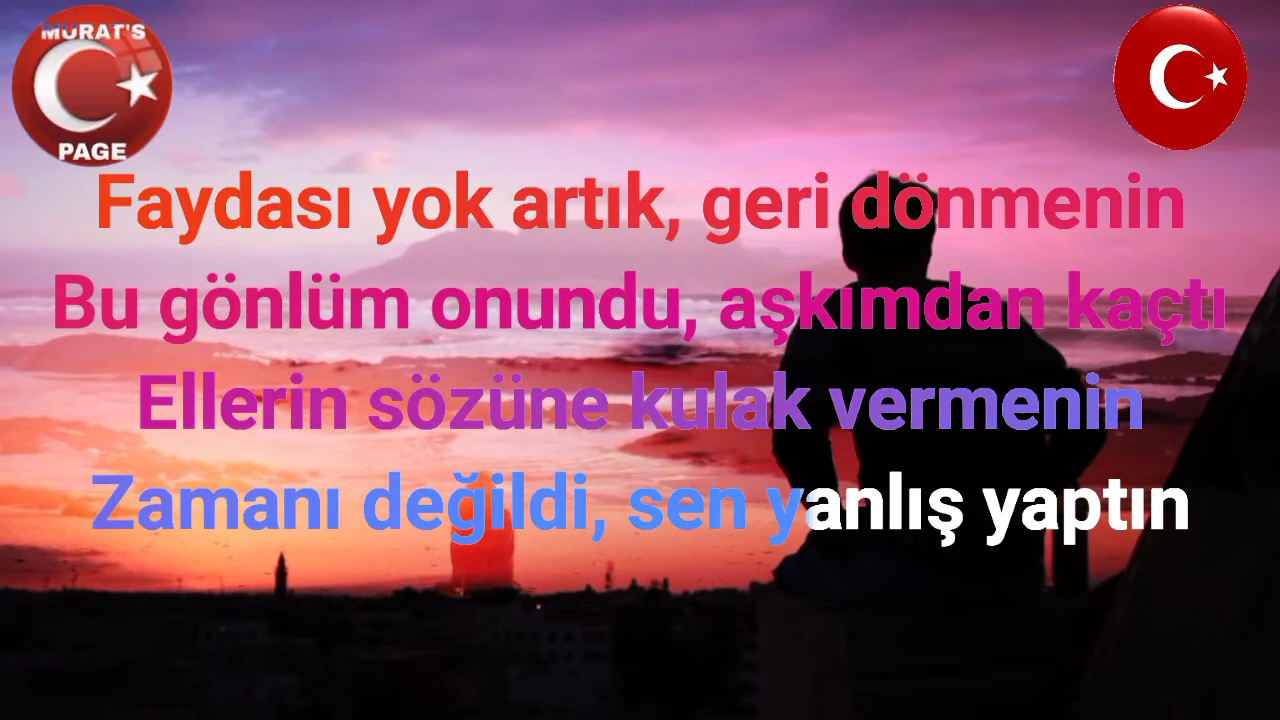 MURAT'S
PAGE
Faydası yok artık, geri dönmenin
Bu gönlüm onundu, aşkımdan kaçtı
Ellerin sözüne kulak vermenin
Zamanı değildi, sen yanlış yaptın